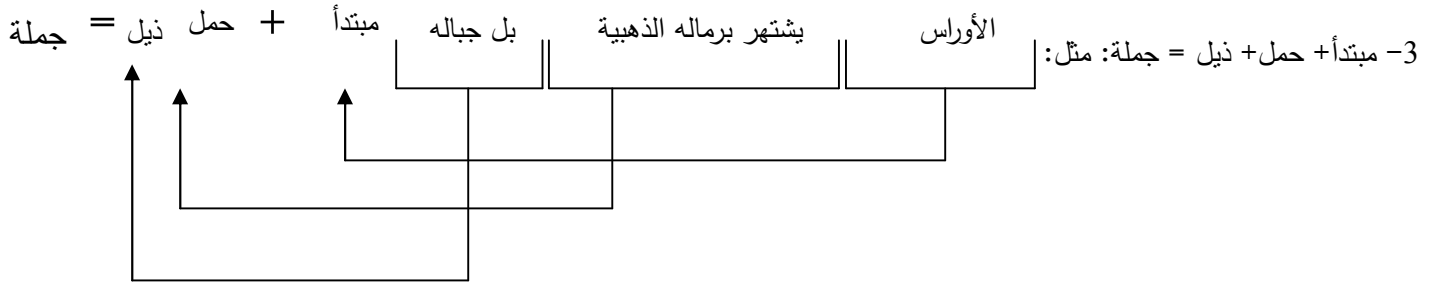 3- مبتدأ+ حمل+ ذيل = جملة: مثل: الأوراس يشتهر برماله الذهبية بل جباله مبتدأ + حمل ذيل = جملة